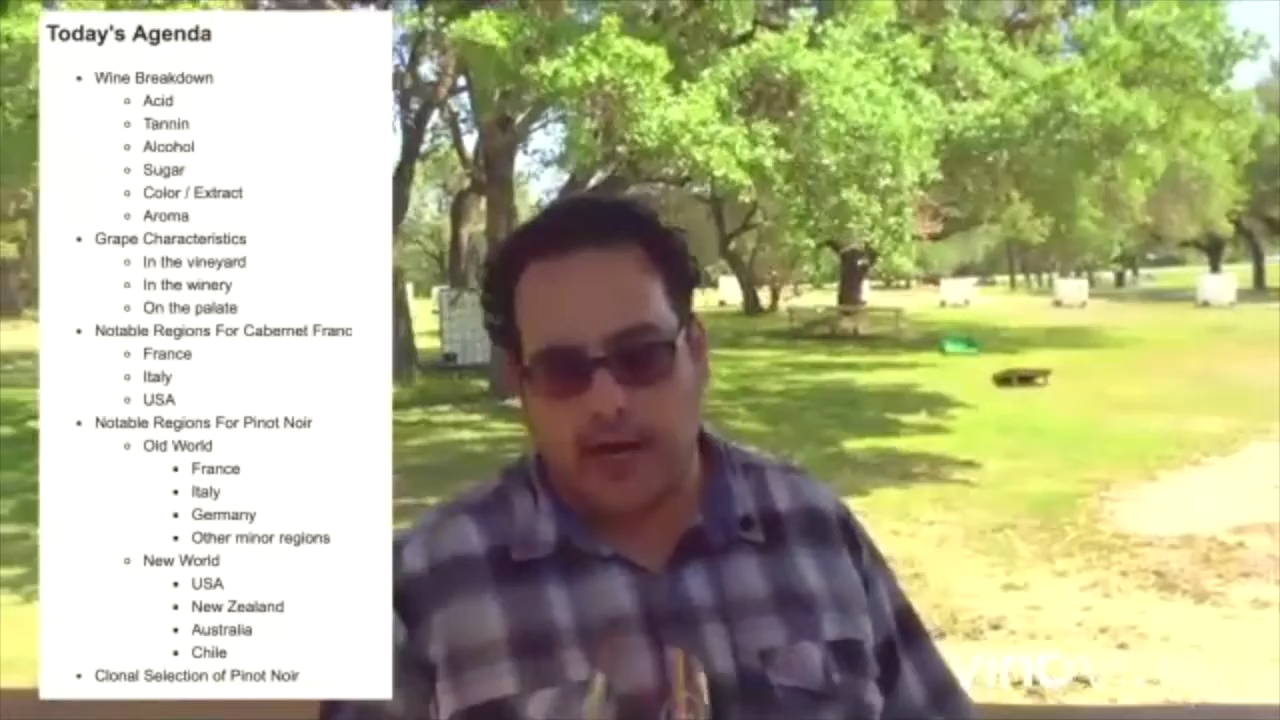 Today's Agenda
Wine Breakdown
Acid
Tannin
Alcohol
Sugar
Color / Extract
Aroma
Grape Characteristics
In the vineyard
In the winery
On the palate
Notable Regions For Cabernet Franc
France
Italy
USA
Notable Regions For Pinot Noir
Old World
France
Italy
Germany
Other minor regions
New World
USA
New Zealand
Australia
Chile
Clonal Selection of Pinot Noir